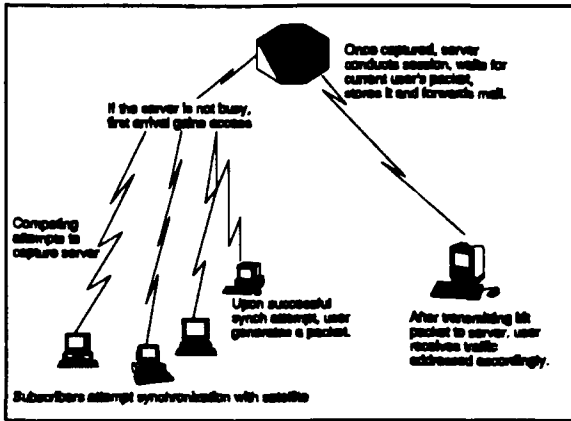 Once captured, server
conducts session, waits for
current user's packet,
stores it and forwards mail.
If the server is not busy,
first arrival gains access
Competing
attempts to
capture server
Upon successful
synch attempt, user
generates a packet.
After transmitting
packet to server, user
receives traffic
addressed accordingly.
Subscribers attempt synchronization with satellite